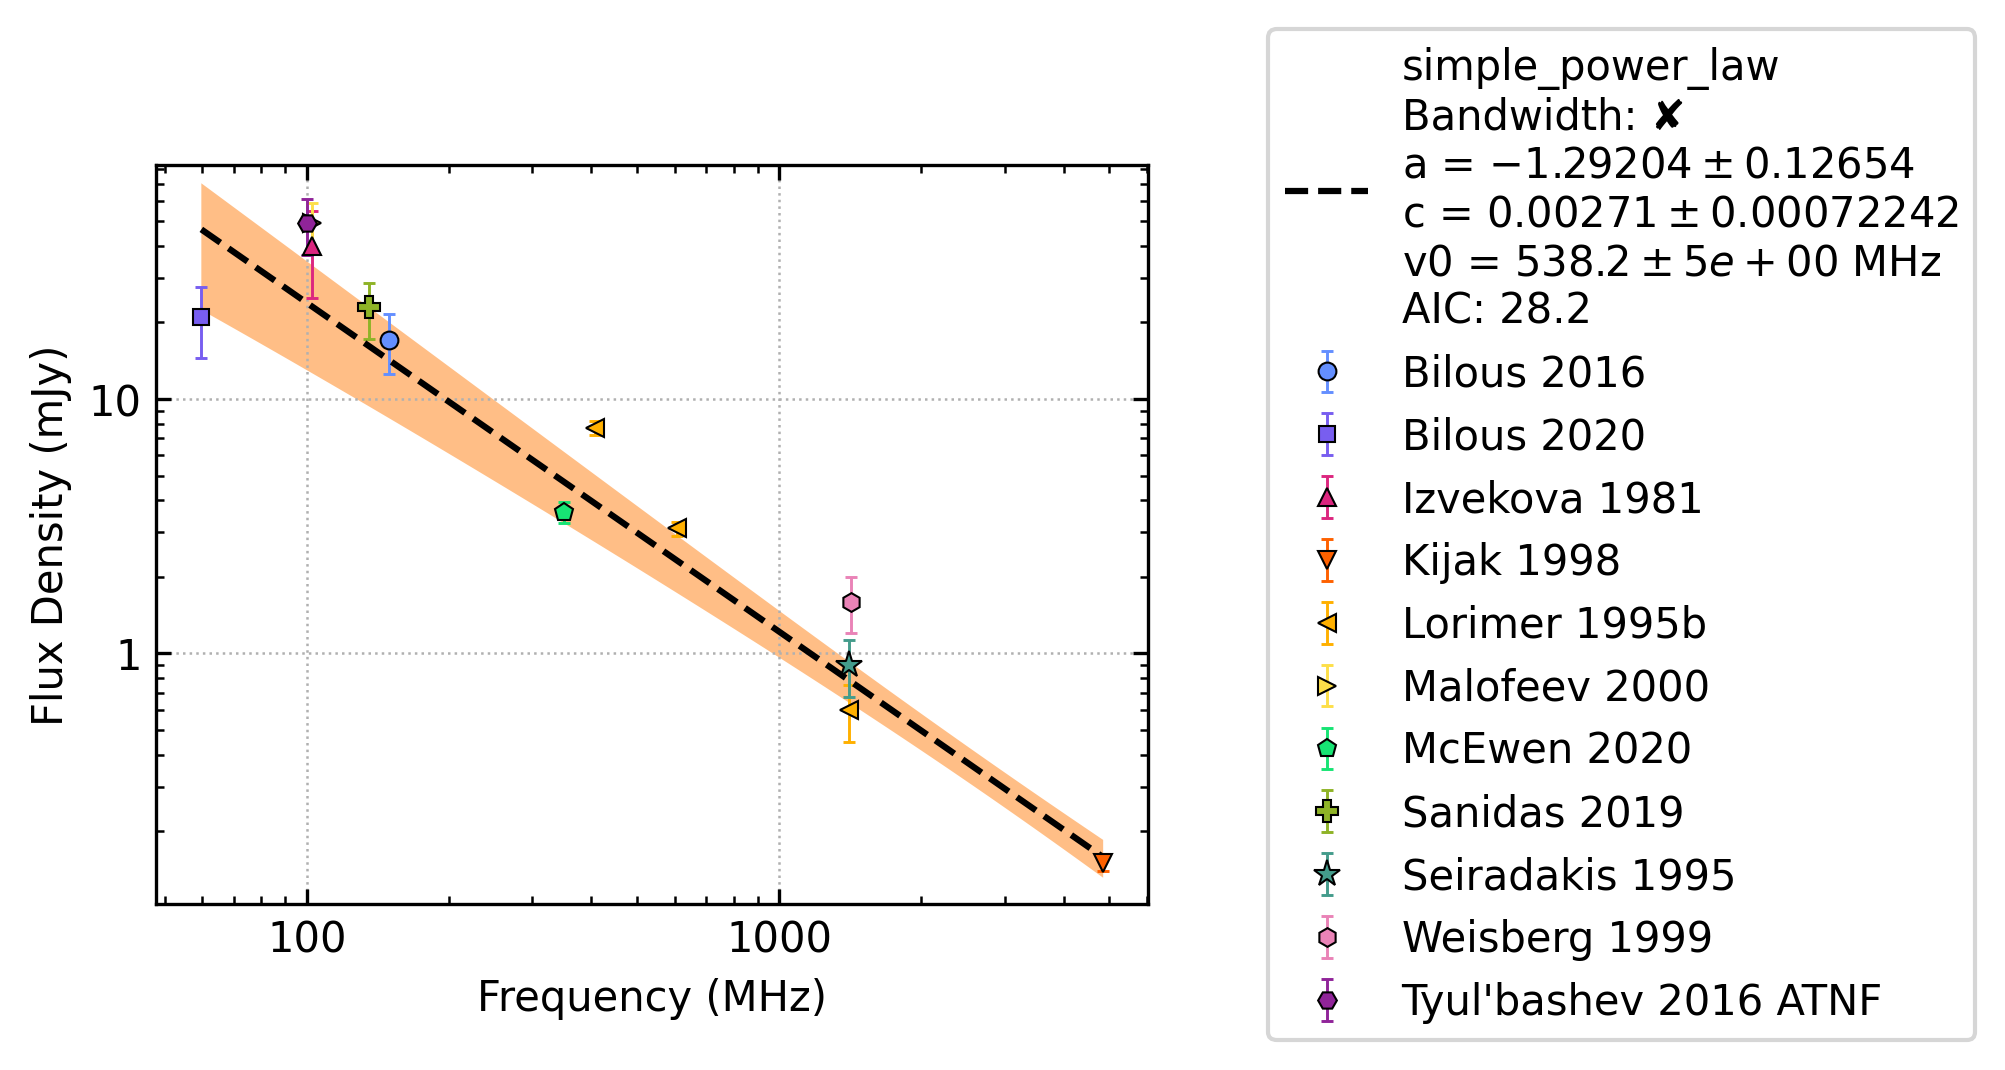 simple_power_law
Bandwidth: ✘
a = −1.29204 ± 0.12654
c = 0.00271 ± 0.00072242
v0 = 538.2 ± 5e + 00 MHz
AIC: 28.2
Bilous 2016
Bilous 2020
Izvekova 1981
Kijak 1998
Lorimer 1995b
Malofeev 2000
McEwen 2020
Sanidas 2019
Seiradakis 1995
Weisberg 1999
Tyul'bashev 2016 ATNF
Flux Density (mJy)
10
1
100
1000
Frequency (MHz)